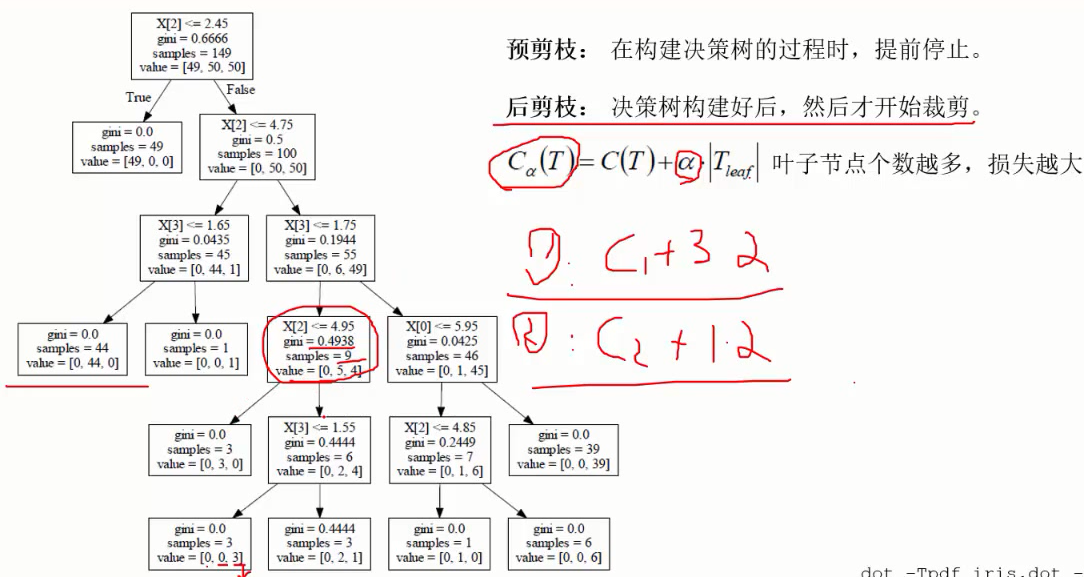 X[2] <= 2.45
gini = 0.6666
samples = 149
value = [49, 50, 50]
True
False
gini = 0.0
samples = 49
value = [49, 0, 0]
X[2] <= 4.75
gini = 0.5
samples = 100
value = [0, 50, 50]
X[3] <= 1.65
gini = 0.0435
samples = 45
value = [0, 44, 1]
X[3] <= 1.75
gini = 0.1944
samples = 55
value = [0, 6, 49]
gini = 0.0
samples = 44
value = [0, 44, 0]
gini = 0.0
samples = 1
value = [0, 0, 1]
X[2] <= 4.95
gini = 0.4938
samples = 9
value = [0, 5, 4]
X[0] <= 5.95
gini = 0.0425
samples = 46
value = [0, 1, 45]
gini = 0.0
samples = 3
value = [0, 3, 0]
X[3] <= 1.55
gini = 0.4444
samples = 6
value = [0, 2, 4]
X[2] <= 4.85
gini = 0.2449
samples = 7
value = [0, 1, 6]
gini = 0.0
samples = 39
value = [0, 0, 39]
gini = 0.0
samples = 3
value = [0, 0, 3]
gini = 0.4444
samples = 3
value = [0, 2, 1]
gini = 0.0
samples = 1
value = [0, 1, 0]
gini = 0.0
samples = 6
value = [0, 0, 6]
预剪枝： 在构建决策树的过程时，提前停止。
后剪枝： 决策树构建好后，然后才开始裁剪。
Cα(T) = C(T) + α·|Tleaf| 叶子节点个数越多，损失越大
: C1 + 3 2
: C2 + 1·2
dot -Tpdf iris.dot -